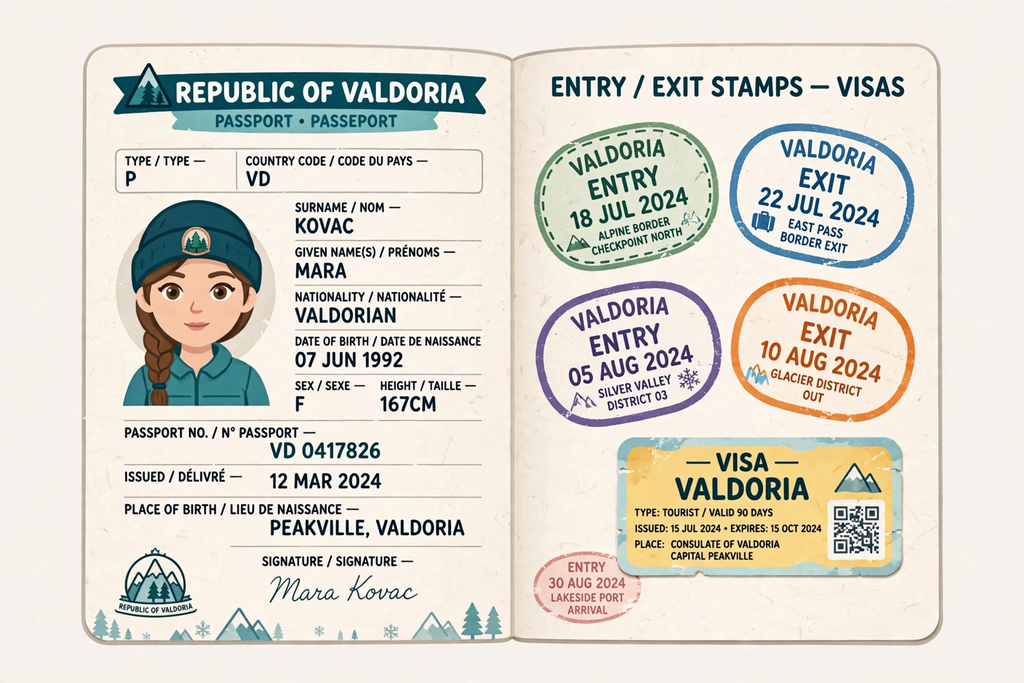 REPUBLIC OF VALDORIA
PASSPORT • PASSEPORT
TYPE / TYPE —
P
COUNTRY CODE / CODE DU PAYS —
VD
SURNAME / NOM —
KOVAC
GIVEN NAME(S) / PRÉNOMS —
MARA
NATIONALITY / NATIONALITÉ —
VALDORIAN
DATE OF BIRTH / DATE DE NAISSANCE
07 JUN 1992
SEX / SEXE —
F
HEIGHT / TAILLE —
167CM
PASSPORT NO. / N° PASSPORT —
VD 0417826
ISSUED / DÉLIVRÉ —
12 MAR 2024
PLACE OF BIRTH / LIEU DE NAISSANCE —
PEAKVILLE, VALDORIA
SIGNATURE / SIGNATURE —
Mara Kovac
REPUBLIC OF VALDORIA
ENTRY / EXIT STAMPS — VISAS
VALDORIA
ENTRY
18 JUL 2024
ALPINE BORDER
CHECKPOINT NORTH
VALDORIA
EXIT
22 JUL 2024
EAST PASS
BORDER EXIT
VALDORIA
ENTRY
05 AUG 2024
SILVER VALLEY
DISTRICT 03
VALDORIA
EXIT
10 AUG 2024
GLACIER DISTRICT
OUT
— VISA —
VALDORIA
TYPE: TOURIST / VALID 90 DAYS
ISSUED: 15 JUL 2024 • EXPIRES: 15 OCT 2024
PLACE: CONSULATE OF VALDORIA
CAPITAL PEAKVILLE
ENTRY
30 AUG 2024
LAKESIDE PORT
ARRIVAL